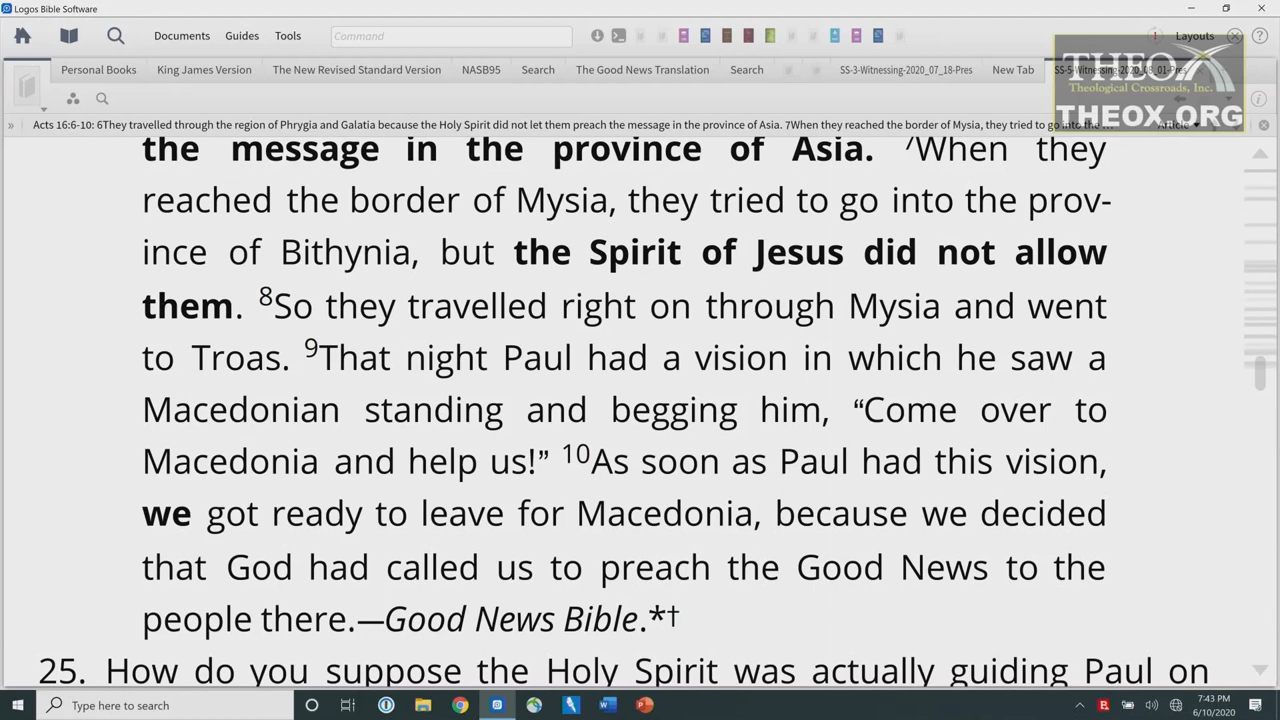 Logos Bible Software
Documents Guides Tools Command Layouts
Personal Books King James Version The New Revised Standard NASB95 Search The Good News Translation Search SS-3-Witnessing-2020_07_18-Pres New Tab SS-5-Witnessing-2020_08_01-Pres
THEOX
Theological Crossroads, Inc.
THEOX.ORG
» Acts 16:6-10: 6They travelled through the region of Phrygia and because the Holy Spirit did them preach the message in the province of Asia. 7When they reached the border of Mysia, they tried to go into the Article
the message in the province of Asia. 7When they
reached the border of Mysia, they tried to go into the prov-
ince of Bithynia, but the Spirit of Jesus did not allow
them. 8So they travelled right on through Mysia and went
to Troas. 9That night Paul had a vision in which he saw a
Macedonian standing and begging him, “Come over to
Macedonia and help us!” 10As soon as Paul had this vision,
we got ready to leave for Macedonia, because we decided
that God had called us to preach the Good News to the
people there.—Good News Bible.*†
25. How do you suppose the Holy Spirit was actually guiding Paul on
Type here to search
7:43 PM
6/10/2020